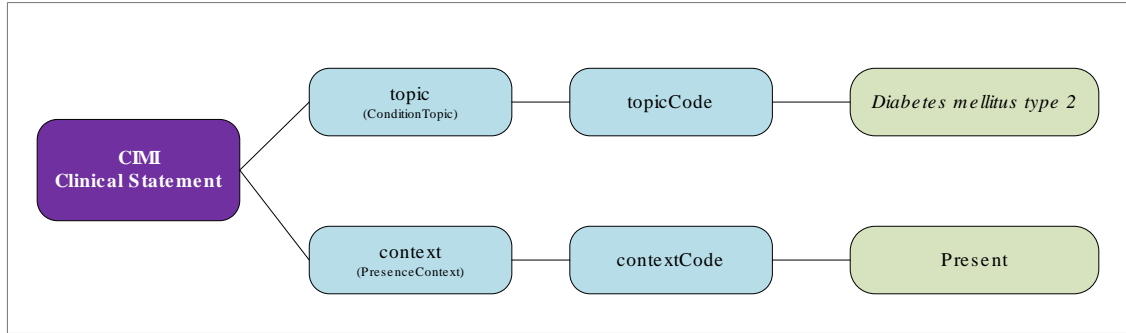 CIMI
Clinical Statement
topic
(ConditionTopic)
topicCode
Diabetes mellitus type 2
context
(PresenceContext)
contextCode
Present